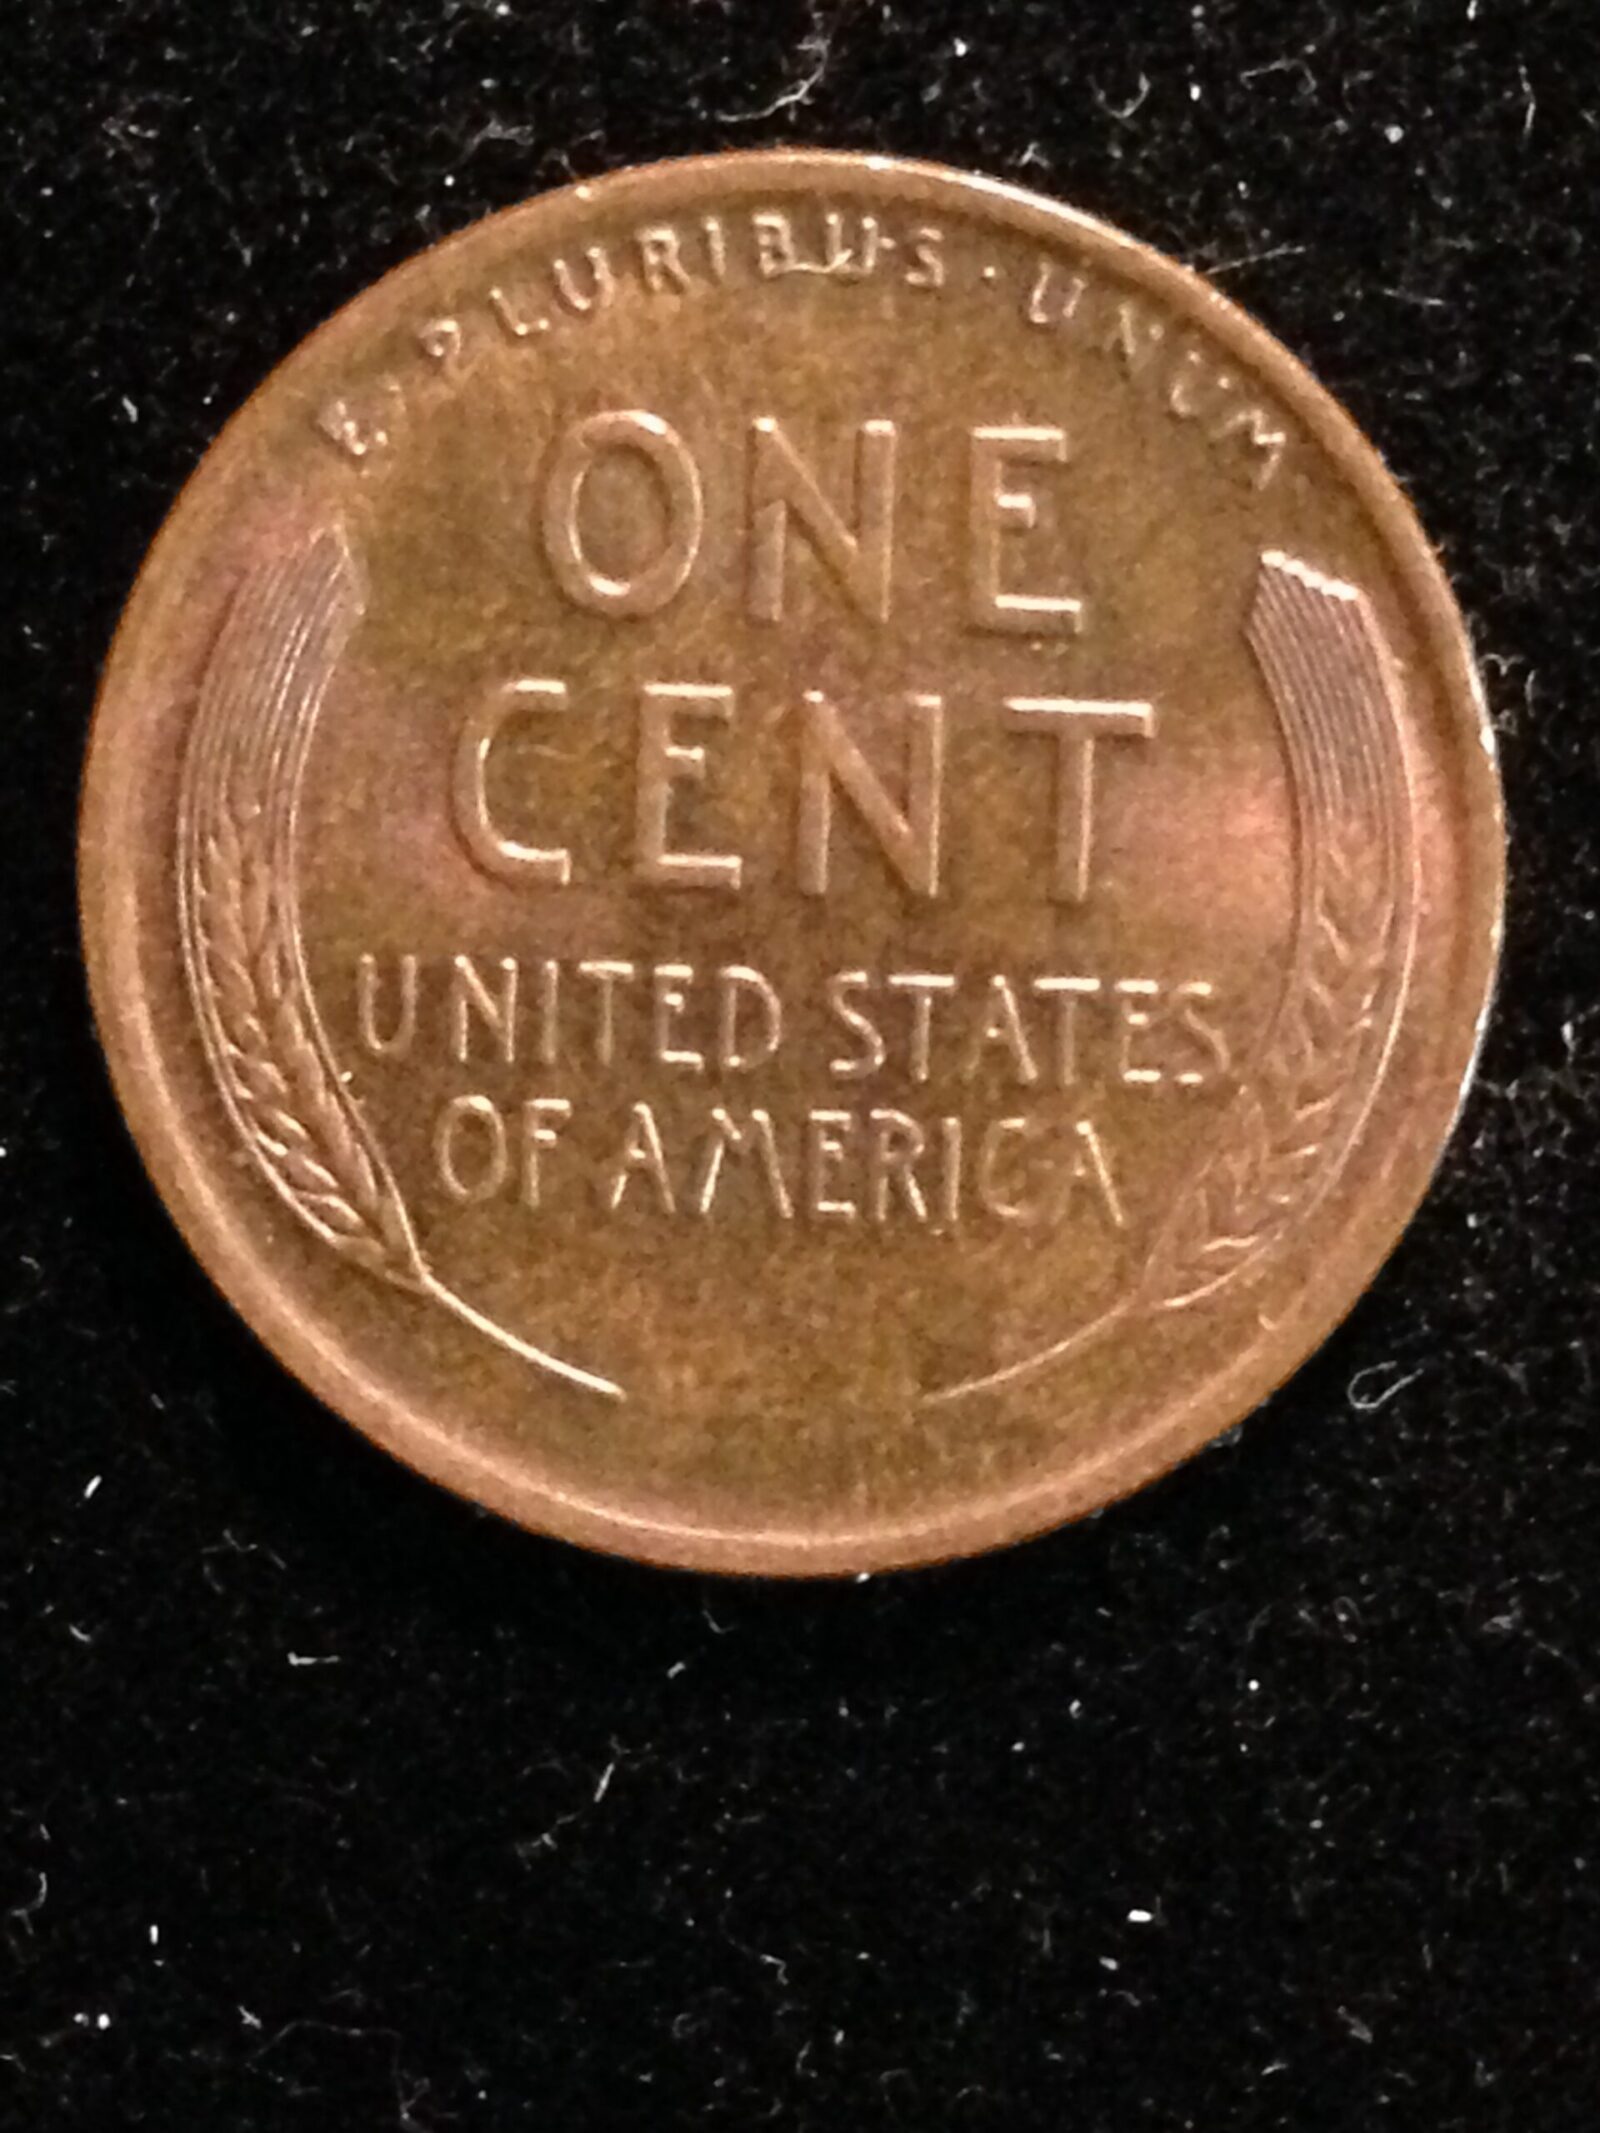 E·PLURIBUS·UNUM
ONE
CENT
UNITED STATES
OF AMERICA